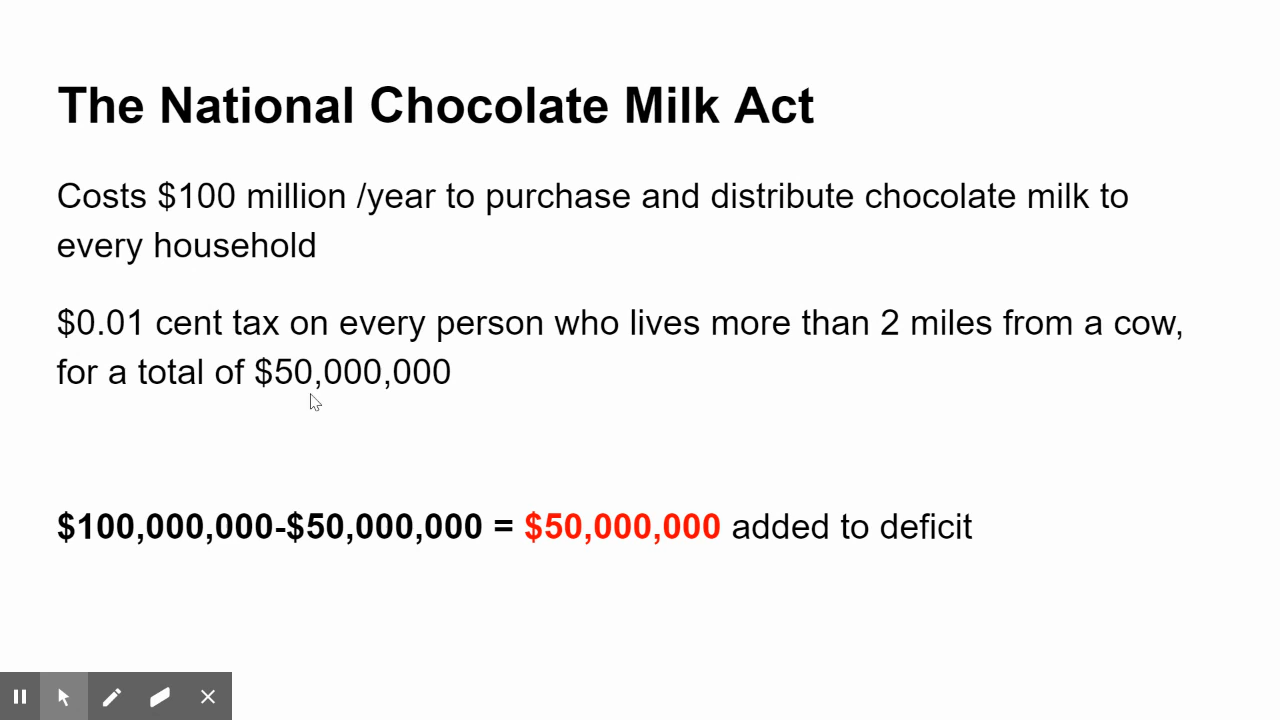 The National Chocolate Milk Act
Costs $100 million /year to purchase and distribute chocolate milk to
every household
$0.01 cent tax on every person who lives more than 2 miles from a cow,
for a total of $50,000,000
$100,000,000-$50,000,000 = $50,000,000 added to deficit